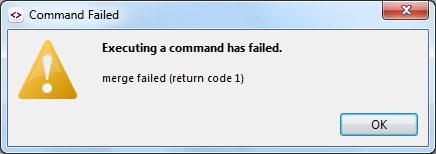 Command Failed
Executing a command has failed.
merge failed (return code 1)
OK